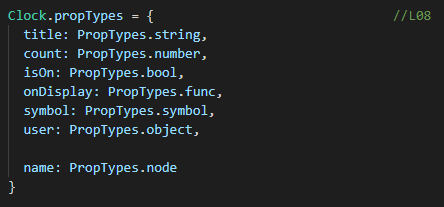 Clock.propTypes = { //L08
title: PropTypes.string,
count: PropTypes.number,
isOn: PropTypes.bool,
onDisplay: PropTypes.func,
symbol: PropTypes.symbol,
user: PropTypes.object,
name: PropTypes.node
}